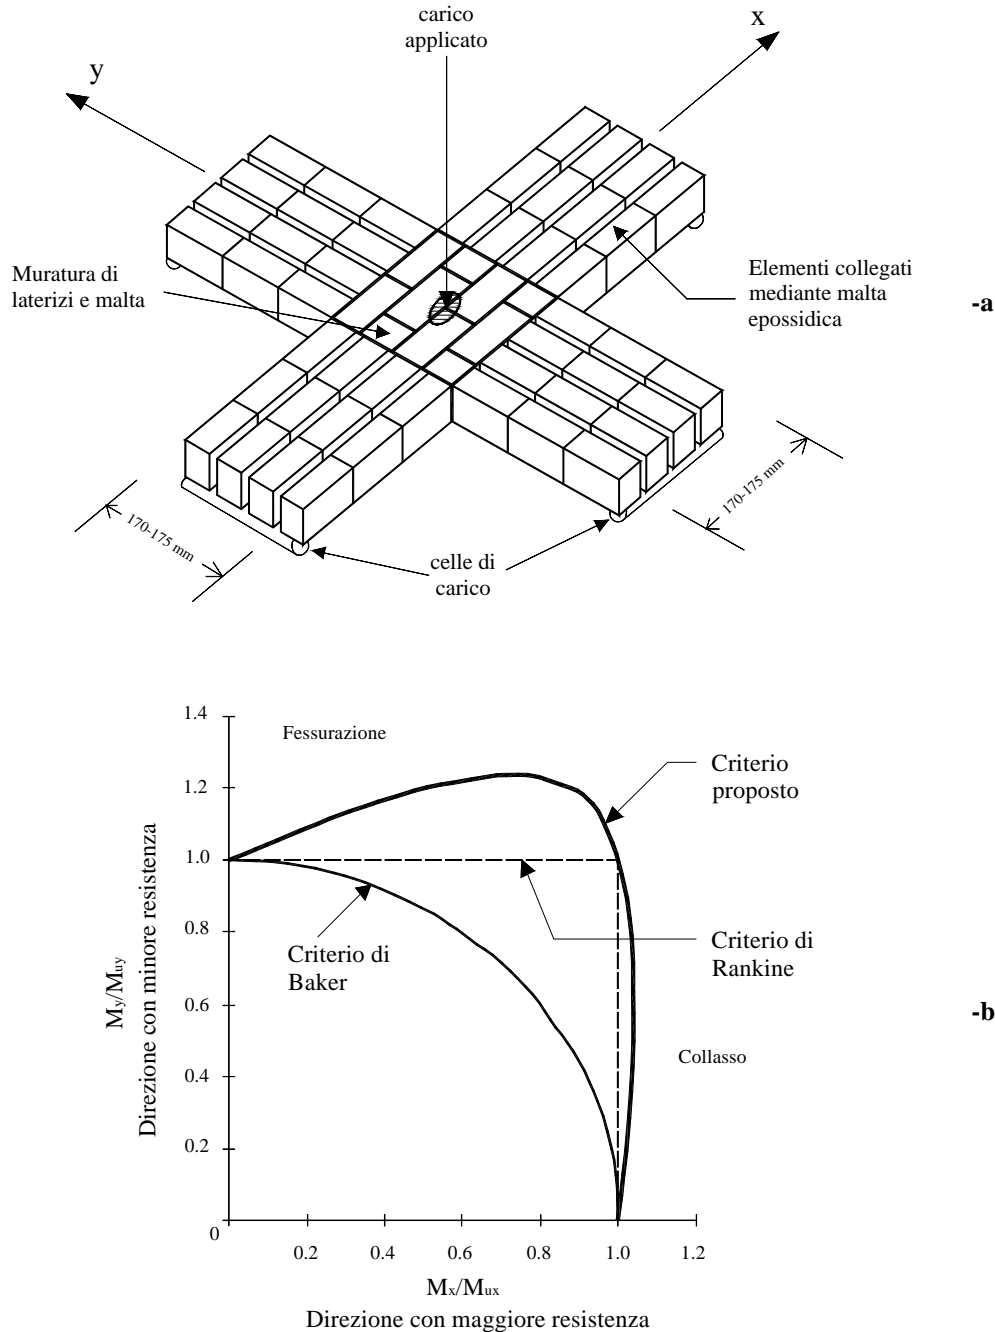 carico
applicato
x
y
Muratura di
laterizi e malta
Elementi collegati
mediante malta
epossidica
-a
170-175 mm
170-175 mm
celle di
carico
1.4
Fessurazione
1.2
Criterio
proposto
1.0
0.8
Criterio di
Baker
Criterio di
Rankine
My/Muy
Direzione con minore resistenza
0.6
-b
Collasso
0.4
0.2
0
0.2 0.4 0.6 0.8 1.0 1.2
Mx/Mux
Direzione con maggiore resistenza